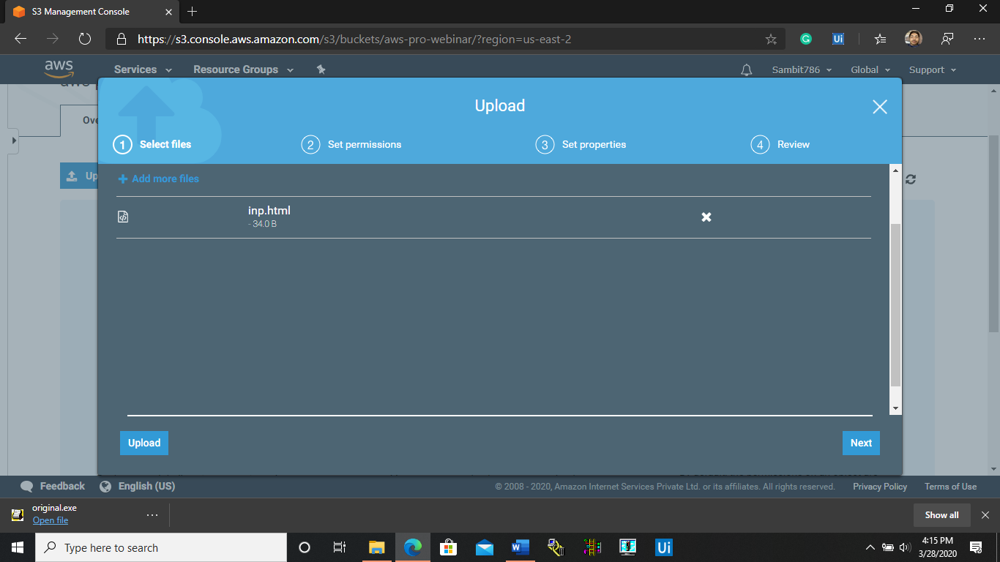 S3 Management Console
https://s3.console.aws.amazon.com/s3/buckets/aws-pro-webinar/?region=us-east-2
G
Ui
aws
Services
Resource Groups
Sambit786
Global
Support
Upload
1 Select files
2 Set permissions
3 Set properties
4 Review
Ove
Up
+ Add more files
inp.html
- 34.0 B
Upload
Next
Feedback
English (US)
© 2008 - 2020, Amazon Internet Services Private Ltd. or its affiliates. All rights reserved.
Privacy Policy
Terms of Use
original.exe
Open file
Show all
Type here to search
W
Ui
4:15 PM
3/28/2020